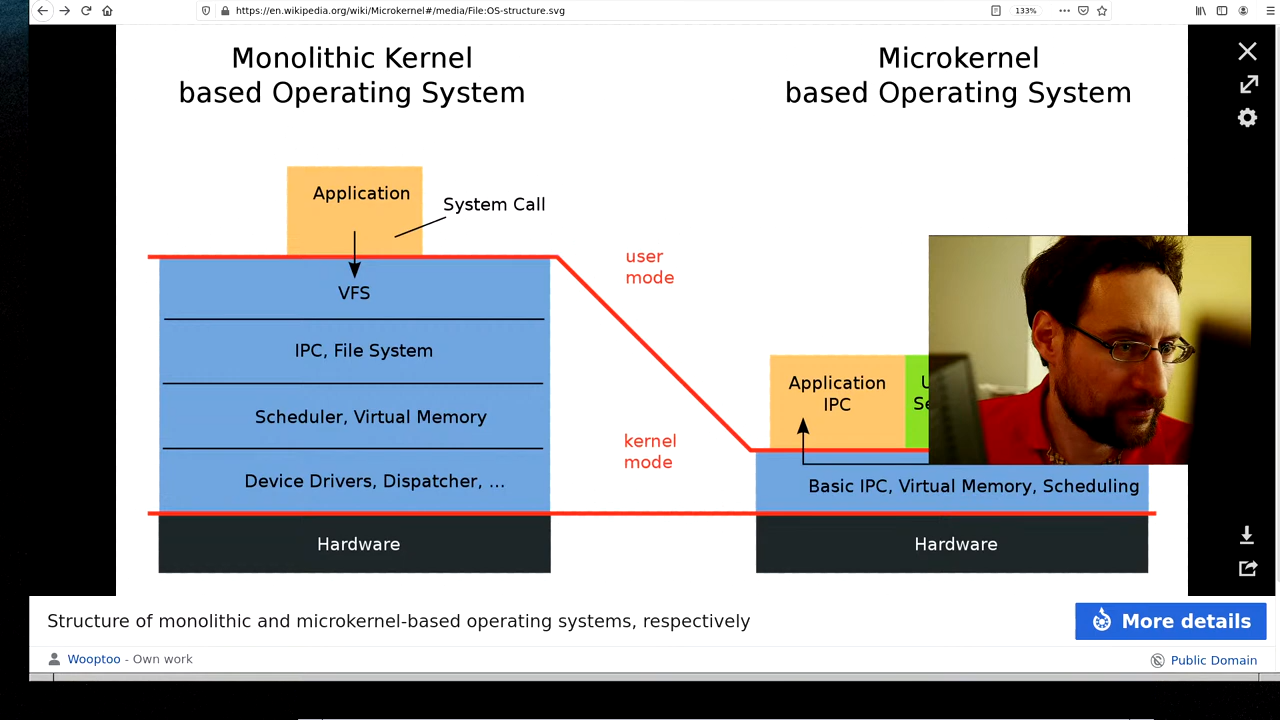 https://en.wikipedia.org/wiki/Microkernel#/media/File:OS-structure.svg
133%
Monolithic Kernel
based Operating System
Microkernel
based Operating System
Application
System Call
VFS
IPC, File System
Scheduler, Virtual Memory
Device Drivers, Dispatcher, ...
Hardware
user
mode
kernel
mode
Application
IPC
Basic IPC, Virtual Memory, Scheduling
Hardware
Structure of monolithic and microkernel-based operating systems, respectively
More details
Wooptoo - Own work
Public Domain